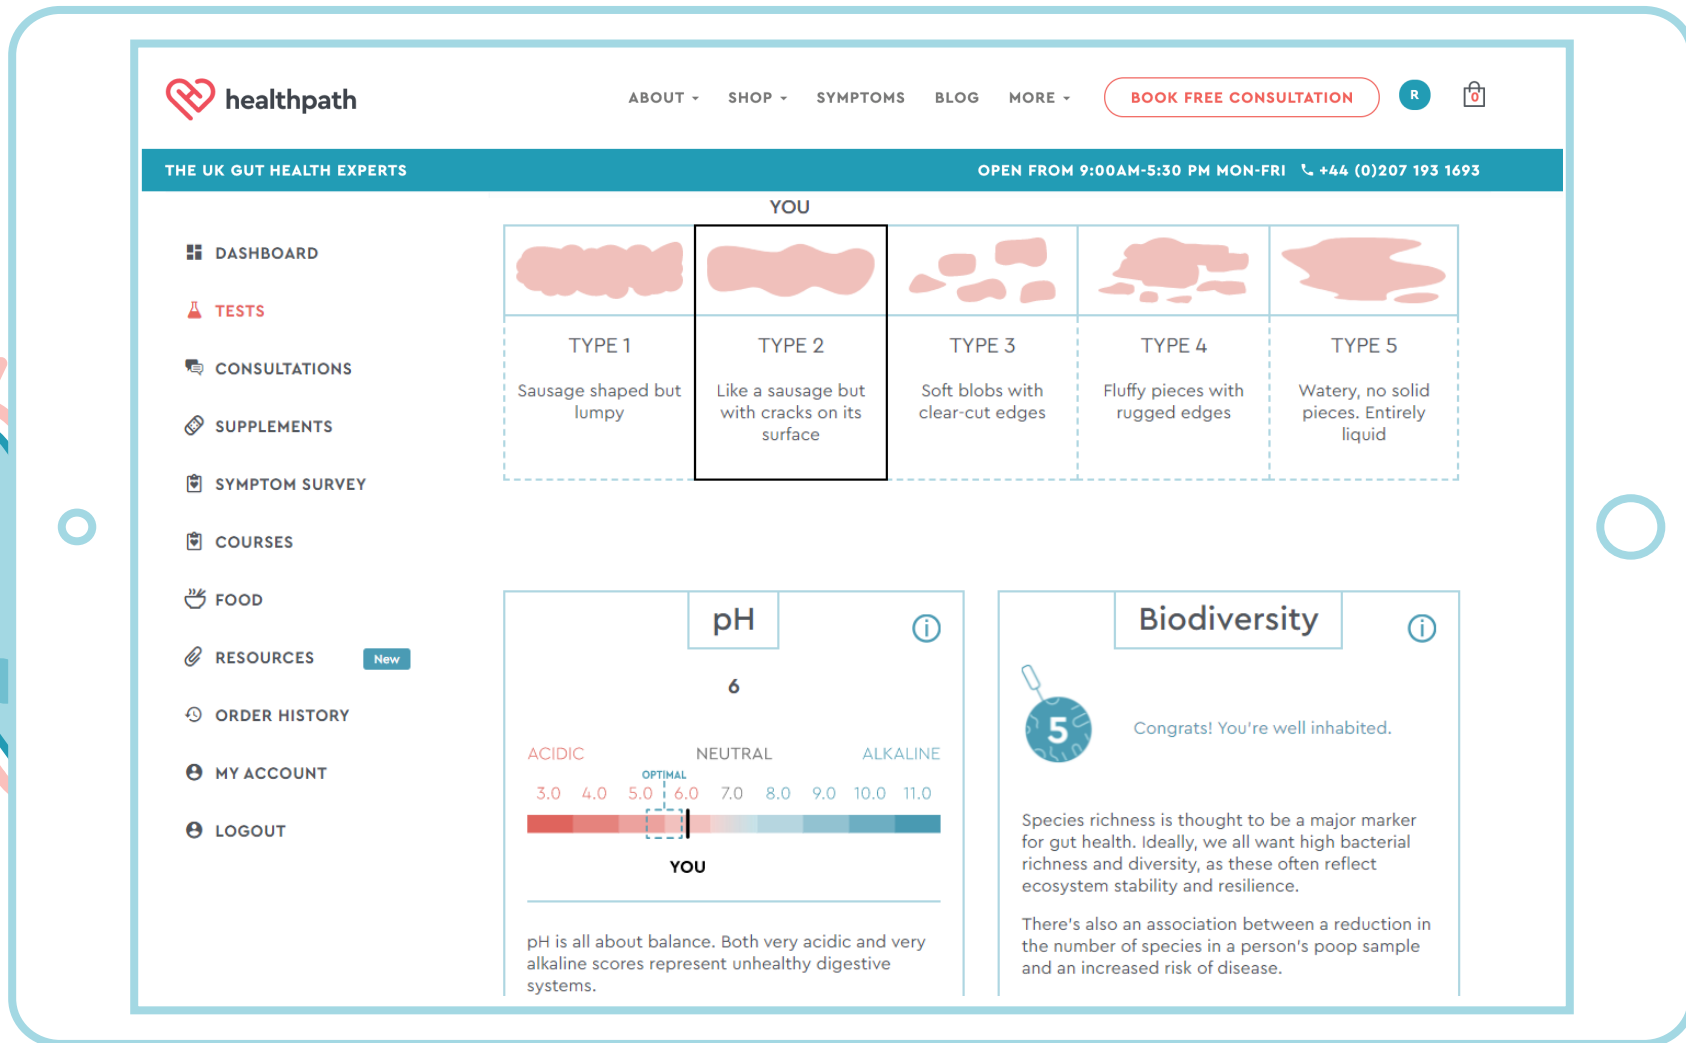 healthpath
ABOUT SHOP SYMPTOMS BLOG MORE BOOK FREE CONSULTATION R 0
THE UK GUT HEALTH EXPERTS
OPEN FROM 9:00AM-5:30 PM MON-FRI +44 (0)207 193 1693
DASHBOARD
TESTS
CONSULTATIONS
SUPPLEMENTS
SYMPTOM SURVEY
COURSES
FOOD
RESOURCES New
ORDER HISTORY
MY ACCOUNT
LOGOUT
YOU
TYPE 1
Sausage shaped but
lumpy
TYPE 2
Like a sausage but
with cracks on its
surface
TYPE 3
Soft blobs with
clear-cut edges
TYPE 4
Fluffy pieces with
rugged edges
TYPE 5
Watery, no solid
pieces. Entirely
liquid
pH
i
6
ACIDIC NEUTRAL ALKALINE
OPTIMAL
3.0 4.0 5.0 6.0 7.0 8.0 9.0 10.0 11.0
YOU
pH is all about balance. Both very acidic and very
alkaline scores represent unhealthy digestive
systems.
Biodiversity
i
5
Congrats! You're well inhabited.
Species richness is thought to be a major marker
for gut health. Ideally, we all want high bacterial
richness and diversity, as these often reflect
ecosystem stability and resilience.
There's also an association between a reduction in
the number of species in a person's poop sample
and an increased risk of disease.